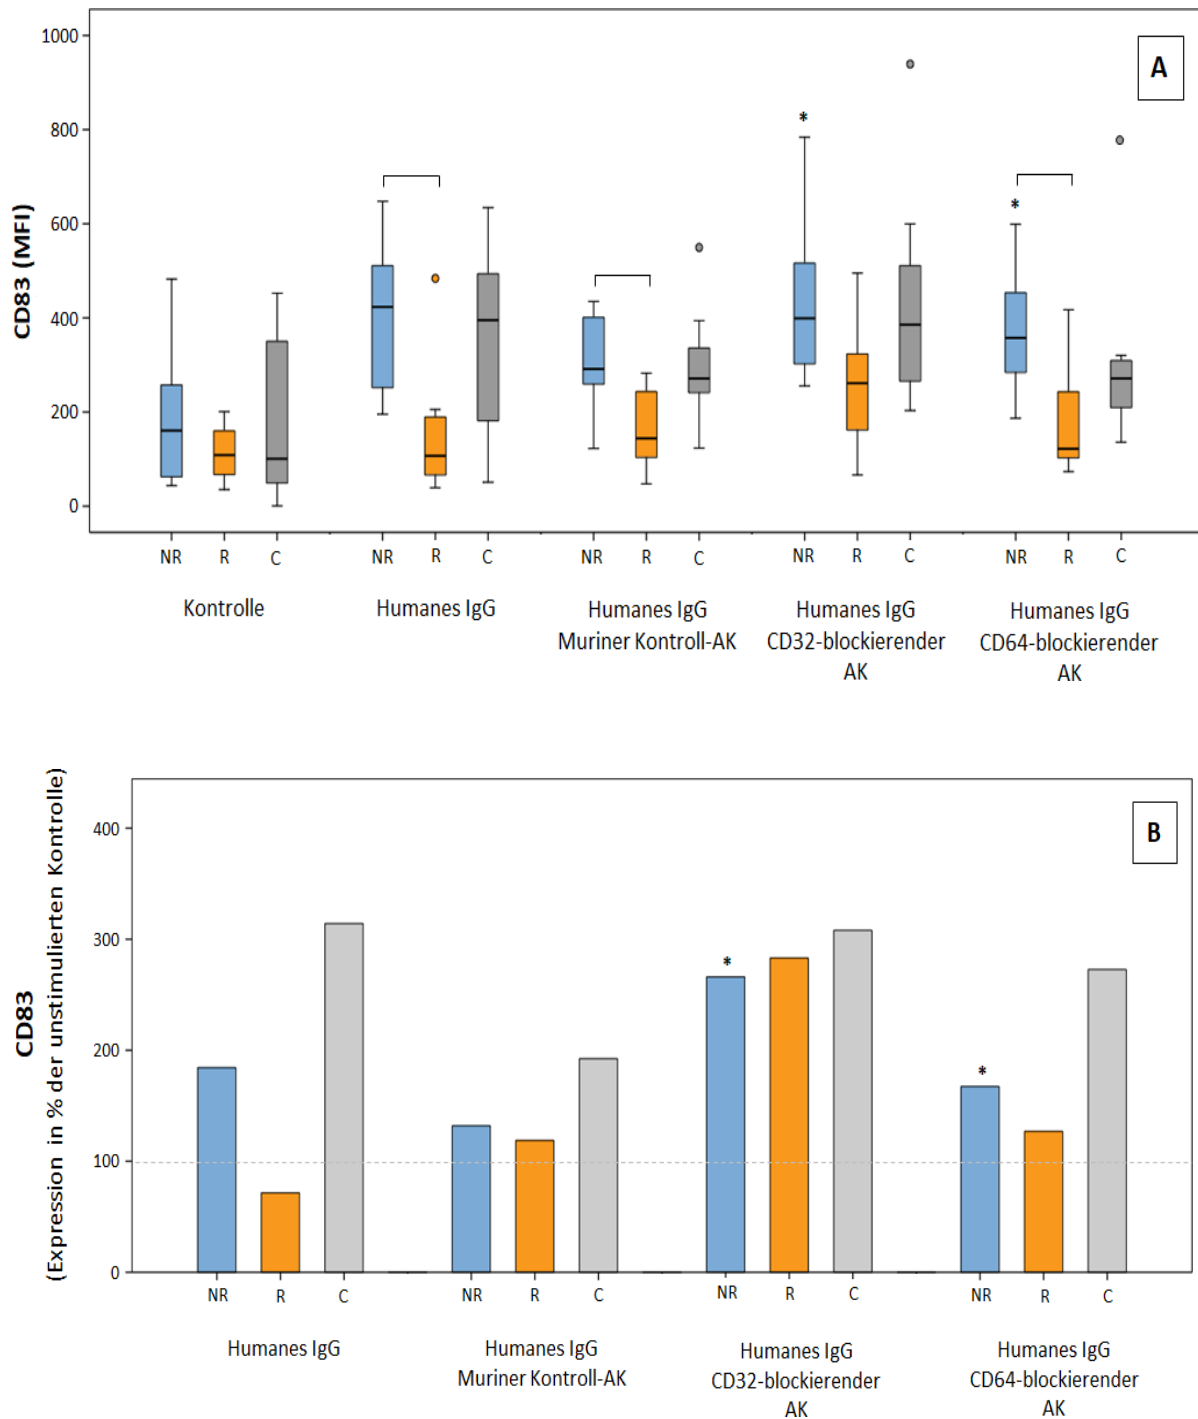 A
1000
800
600
400
200
0
CD83 (MFI)
*
*
NR R C NR R C NR R C NR R C NR R C
Kontrolle
Humanes IgG
Humanes IgG
Muriner Kontroll-AK
Humanes IgG
CD32-blockierender
AK
Humanes IgG
CD64-blockierender
AK
B
400
300
200
100
0
CD83
(Expression in % der unstimulierten Kontrolle)
*
*
NR R C NR R C NR R C NR R C
Humanes IgG
Humanes IgG
Muriner Kontroll-AK
Humanes IgG
CD32-blockierender
AK
Humanes IgG
CD64-blockierender
AK